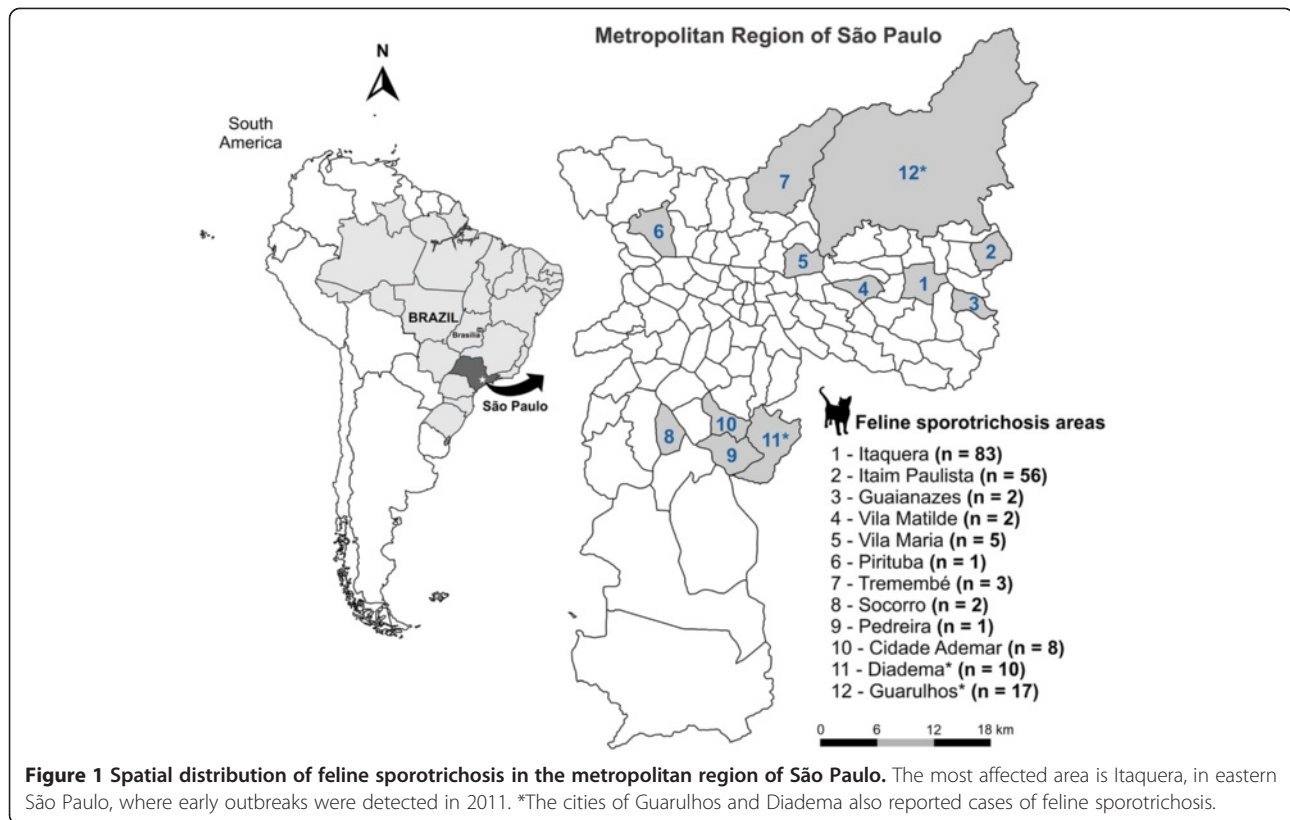 Metropolitan Region of São Paulo
N
South
America
BRAZIL
Brasília
São Paulo
7
12*
6
5
2
4
1
3
8
10
11*
9
Feline sporotrichosis areas
1 - Itaquera (n = 83)
2 - Itaim Paulista (n = 56)
3 - Guaianazes (n = 2)
4 - Vila Matilde (n = 2)
5 - Vila Maria (n = 5)
6 - Pirituba (n = 1)
7 - Tremembé (n = 3)
8 - Socorro (n = 2)
9 - Pedreira (n = 1)
10 - Cidade Ademar (n = 8)
11 - Diadema* (n = 10)
12 - Guarulhos* (n = 17)
0 6 12 18 km
Figure 1 Spatial distribution of feline sporotrichosis in the metropolitan region of São Paulo. The most affected area is Itaquera, in eastern
São Paulo, where early outbreaks were detected in 2011. *The cities of Guarulhos and Diadema also reported cases of feline sporotrichosis.